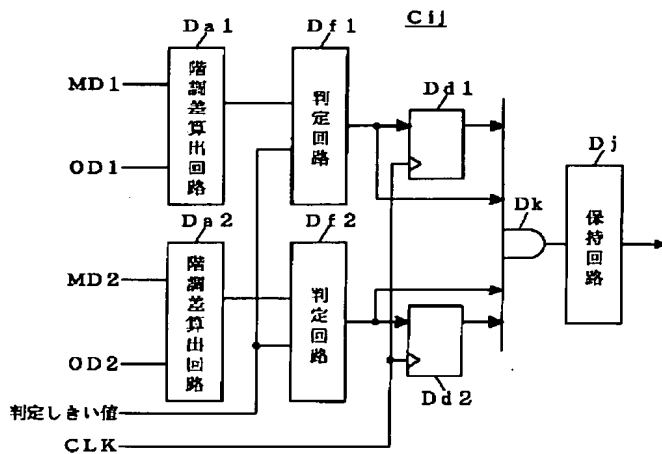 Cij
Da1
Df1
MD1
OD1
階調差算出回路
判定回路
Dd1
Dj
Dk
保持回路
Da2
Df2
MD2
OD2
階調差算出回路
判定回路
Dd2
判定しきい値
CLK